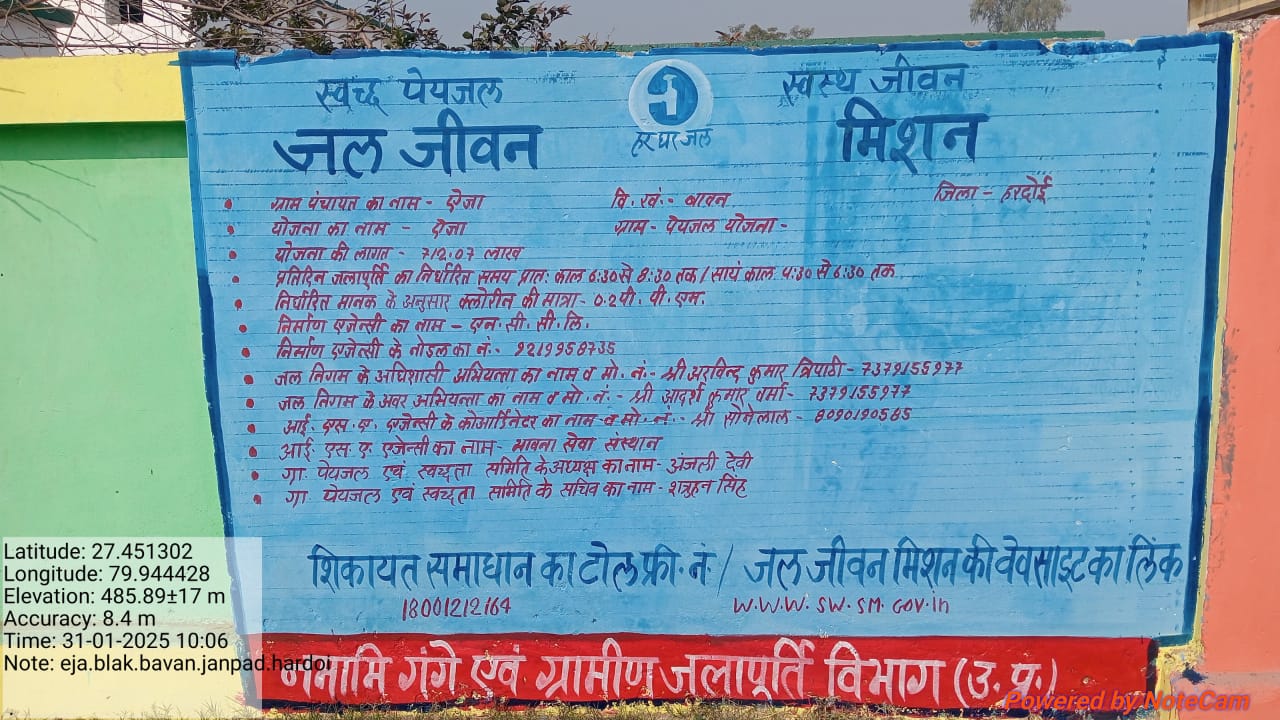 स्वच्छ पेयजल स्वस्थ जीवन
जल जीवन मिशन
हर घर जल
ग्राम पंचायत का नाम - ऐजा वि. खं. - बावन जिला - हरदोई
योजना का नाम - ऐजा ग्राम - पेयजल योजना -
योजना की लागत - 712.07 लाख
प्रतिदिन जलापूर्ति का निर्धारित समय प्रातः काल 6:30 से 8:30 तक / सायं काल 4:30 से 6:30 तक
निर्धारित मानक के अनुसार क्लोरीन की मात्रा - 0.2 पी. पी. एम.
निर्माण एजेन्सी का नाम - एन. सी. सी. लि.
निर्माण एजेन्सी के नोडल का नं. - 9219958735
जल निगम के अधिशासी अभियन्ता का नाम व मो. नं. - श्री अरविन्द कुमार त्रिपाठी - 7379155977
जल निगम के अवर अभियन्ता का नाम व मो. नं. - श्री आदर्श कुमार वर्मा - 7379155977
आई. एस. ए. एजेन्सी के कोआर्डिनेटर का नाम व मो. नं. - श्री सोनेलाल - 8090190585
आई. एस. ए. एजेन्सी का नाम - भावना सेवा संस्थान
गा. पेयजल एवं स्वच्छता समिति के अध्यक्ष का नाम - अंजली देवी
गा. पेयजल एवं स्वच्छता समिति के सचिव का नाम - शत्रुहन सिंह
शिकायत समाधान का टोल फ्री. नं / जल जीवन मिशन की वेवसाइट का लिंक
18001212164 W.W.W. SW. SM. GOV. in
नमामि गंगे एवं ग्रामीण जलापूर्ति विभाग (उ. प्र.)
Latitude: 27.451302
Longitude: 79.944428
Elevation: 485.89±17 m
Accuracy: 8.4 m
Time: 31-01-2025 10:06
Note: eja.blak.bavan.janpad.hardoi
Powered by NoteCam